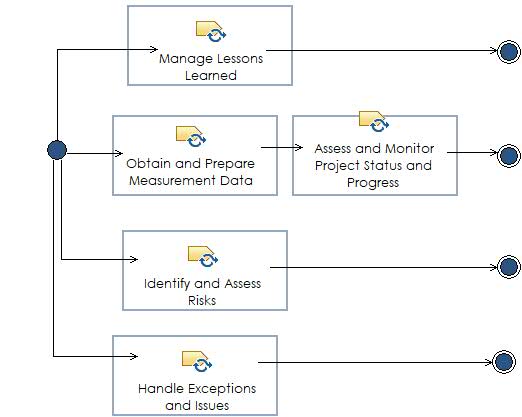 Manage Lessons
Learned
Obtain and Prepare
Measurement Data
Assess and Monitor
Project Status and
Progress
Identify and Assess
Risks
Handle Exceptions
and Issues